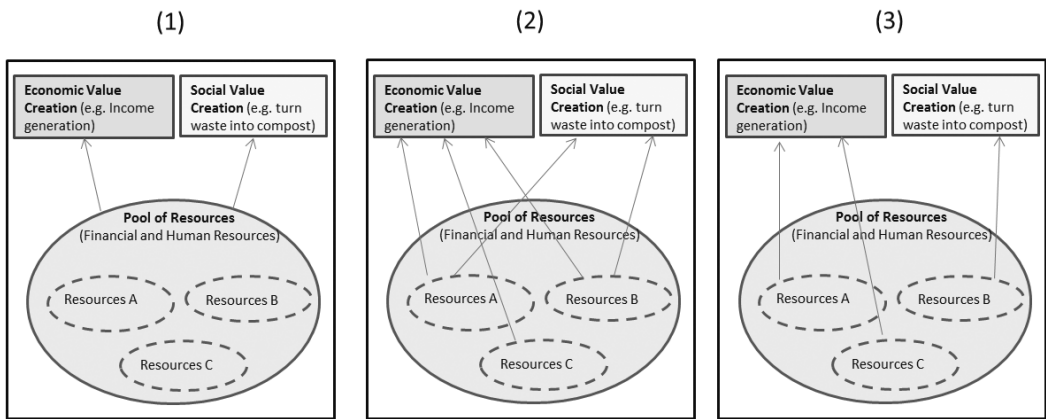 (1)
Economic Value
Creation (e.g. Income
generation)
Social Value
Creation (e.g. turn
waste into compost)
Pool of Resources
(Financial and Human Resources)
Resources A
Resources B
Resources C
(2)
Economic Value
Creation (e.g. Income
generation)
Social Value
Creation (e.g. turn
waste into compost)
Pool of Resources
(Financial and Human Resources)
Resources A
Resources B
Resources C
(3)
Economic Value
Creation (e.g. Income
generation)
Social Value
Creation (e.g. turn
waste into compost)
Pool of Resources
(Financial and Human Resources)
Resources A
Resources B
Resources C